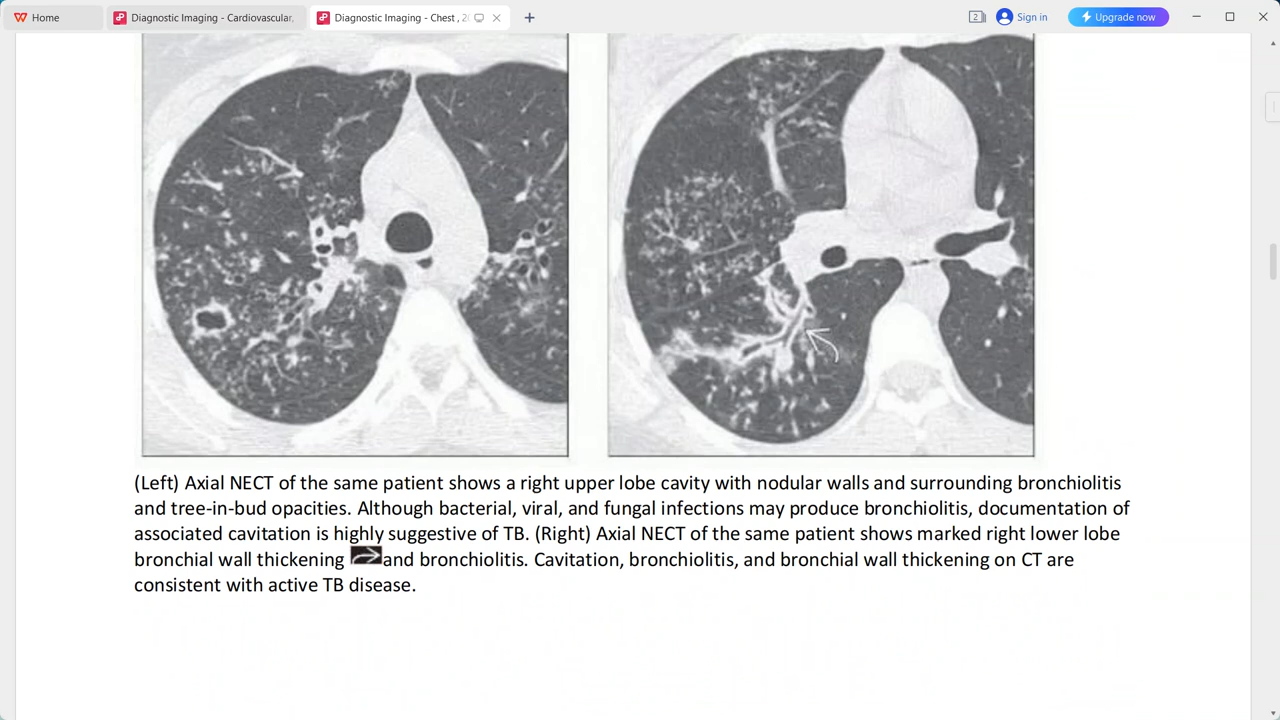 Home
Diagnostic Imaging - Cardiovascular,
Diagnostic Imaging - Chest , 20
2
Sign in
Upgrade now
(Left) Axial NECT of the same patient shows a right upper lobe cavity with nodular walls and surrounding bronchiolitis
and tree-in-bud opacities. Although bacterial, viral, and fungal infections may produce bronchiolitis, documentation of
associated cavitation is highly suggestive of TB. (Right) Axial NECT of the same patient shows marked right lower lobe
bronchial wall thickening and bronchiolitis. Cavitation, bronchiolitis, and bronchial wall thickening on CT are
consistent with active TB disease.